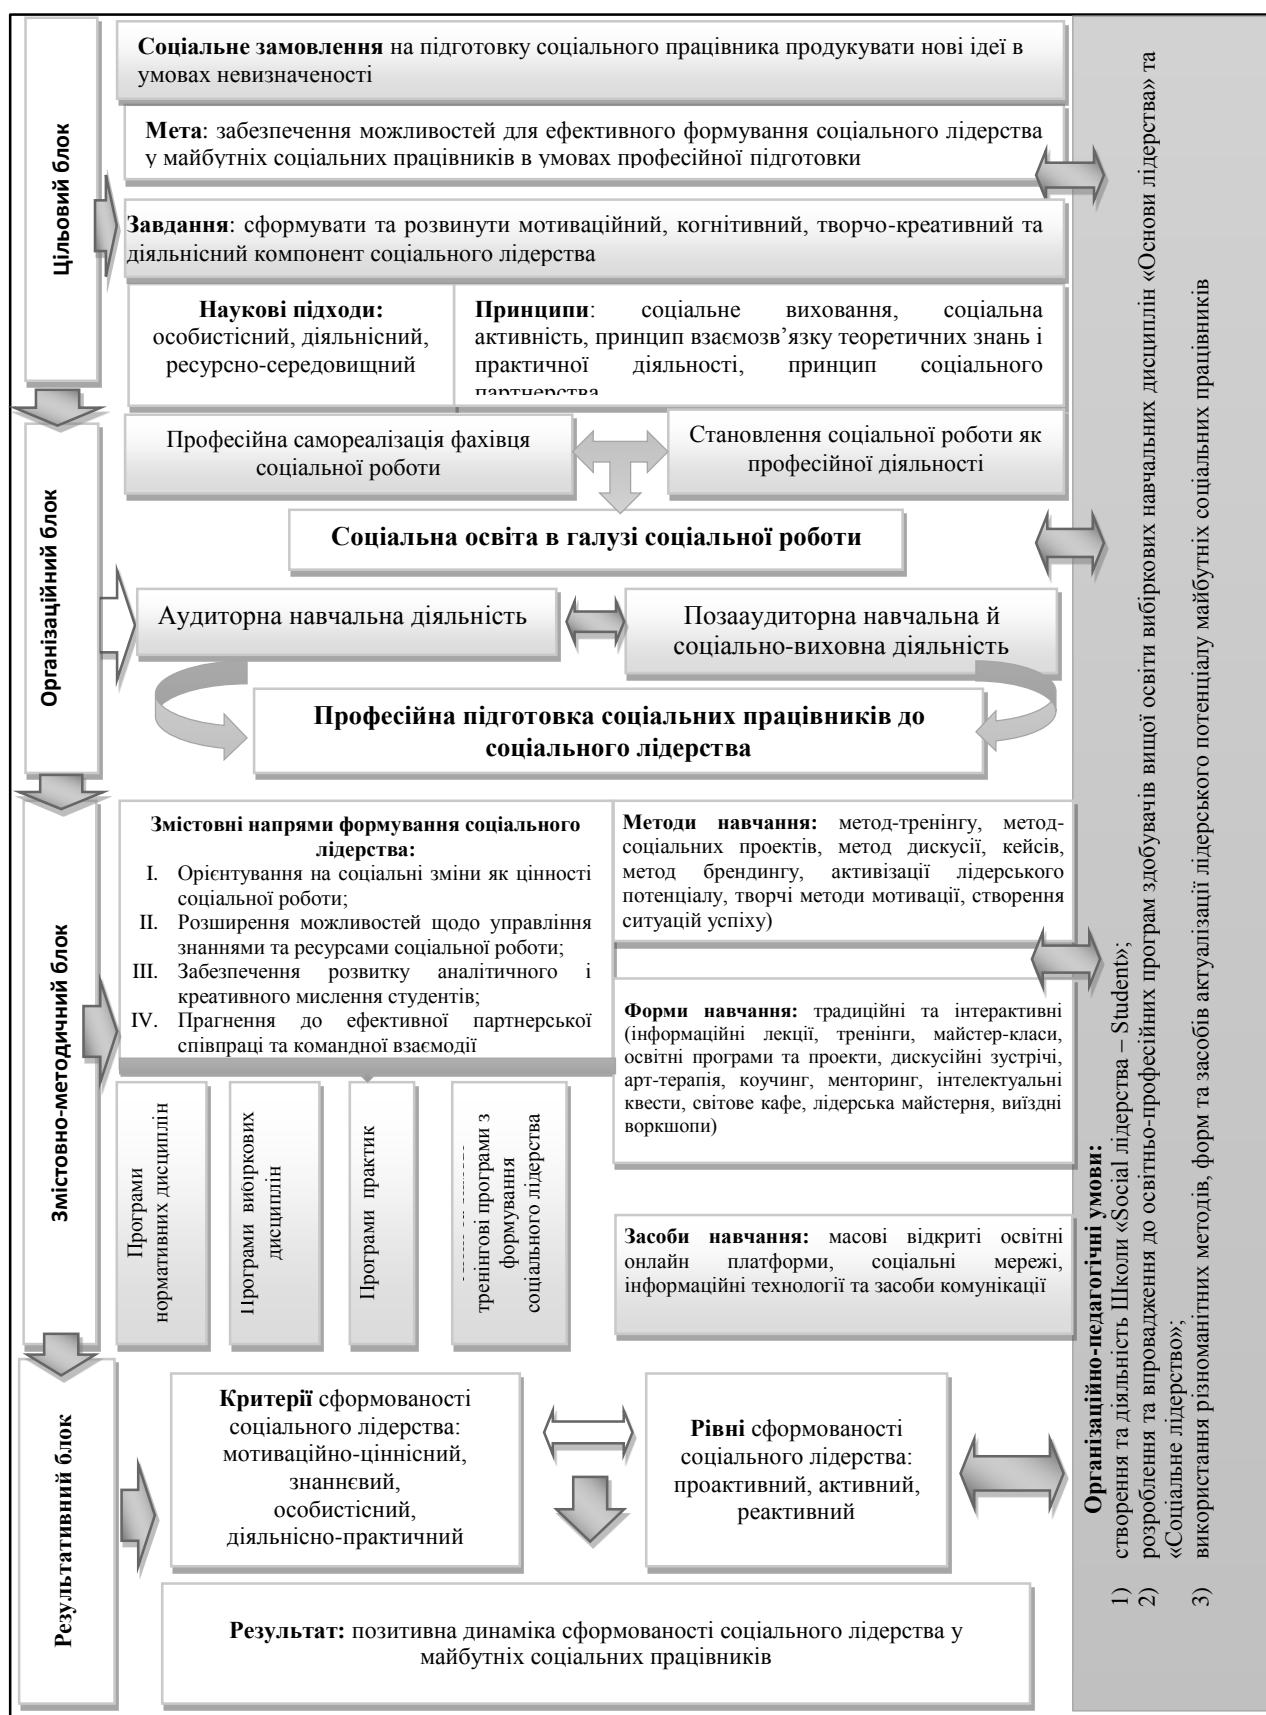 Цільовий блок
Соціальне замовлення на підготовку соціального працівника продукувати нові ідеї в
умовах невизначеності
Мета: забезпечення можливостей для ефективного формування соціального лідерства
у майбутніх соціальних працівників в умовах професійної підготовки
Завдання: сформувати та розвинути мотиваційний, когнітивний, творчо-креативний та
діяльнісний компонент соціального лідерства
Наукові підходи:
особистісний, діяльнісний,
ресурсно-середовищний
Принципи: соціальне виховання, соціальна
активність, принцип взаємозв’язку теоретичних знань і
практичної діяльності, принцип соціального
партнерства
Організаційний блок
Професійна самореалізація фахівця
соціальної роботи
Становлення соціальної роботи як
професійної діяльності
Соціальна освіта в галузі соціальної роботи
Аудиторна навчальна діяльність
Позааудиторна навчальна й
соціально-виховна діяльність
Професійна підготовка соціальних працівників до
соціального лідерства
Змістовно-методичний блок
Змістовні напрями формування соціального
лідерства:
I. Орієнтування на соціальні зміни як цінності
соціальної роботи;
II. Розширення можливостей щодо управління
знаннями та ресурсами соціальної роботи;
III. Забезпечення розвитку аналітичного і
креативного мислення студентів;
IV. Прагнення до ефективної партнерської
співпраці та командної взаємодії
Програми
нормативних дисциплін
Програми вибіркових
дисциплін
Програми практик
тренінгові програми з
формування
соціального лідерства
Методи навчання: метод-тренінгу, метод-
соціальних проектів, метод дискусії, кейсів,
метод брендингу, активізації лідерського
потенціалу, творчі методи мотивації, створення
ситуацій успіху)
Форми навчання: традиційні та інтерактивні
(інформаційні лекції, тренінги, майстер-класи,
освітні програми та проекти, дискусійні зустрічі,
арт-терапія, коучинг, менторинг, інтелектуальні
квести, світове кафе, лідерська майстерня, виїздні
воркшопи)
Засоби навчання: масові відкриті освітні
онлайн платформи, соціальні мережі,
інформаційні технології та засоби комунікації
Результативний блок
Критерії сформованості
соціального лідерства:
мотиваційно-ціннісний,
знаннєвий,
особистісний,
діяльнісно-практичний
Рівні сформованості
соціального лідерства:
проактивний, активний,
реактивний
Результат: позитивна динаміка сформованості соціального лідерства у
майбутніх соціальних працівників
Організаційно-педагогічні умови:
1) створення та діяльність Школи «Social лідерства – Student»;
2) розроблення та впровадження до освітньо-професійних програм здобувачів вищої освіти вибіркових навчальних дисциплін «Основи лідерства» та
«Соціальне лідерство»;
3) використання різноманітних методів, форм та засобів актуалізації лідерського потенціалу майбутніх соціальних працівників